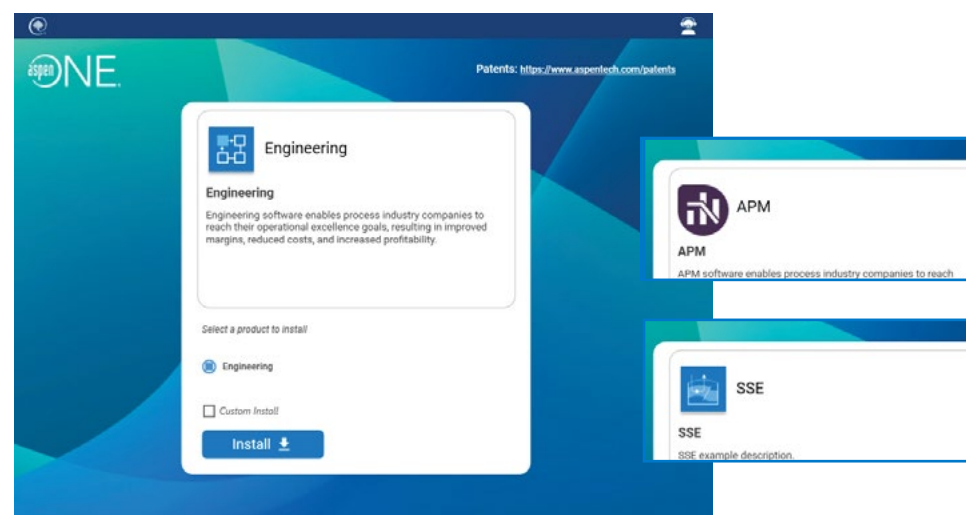 aspenONE
Patents: https://www.aspentech.com/patents
Engineering
Engineering
Engineering software enables process industry companies to
reach their operational excellence goals, resulting in improved
margins, reduced costs, and increased profitability.
Select a product to install
Engineering
Custom Install
Install
APM
APM
APM software enables process industry companies to reach
SSE
SSE
SSE example description.